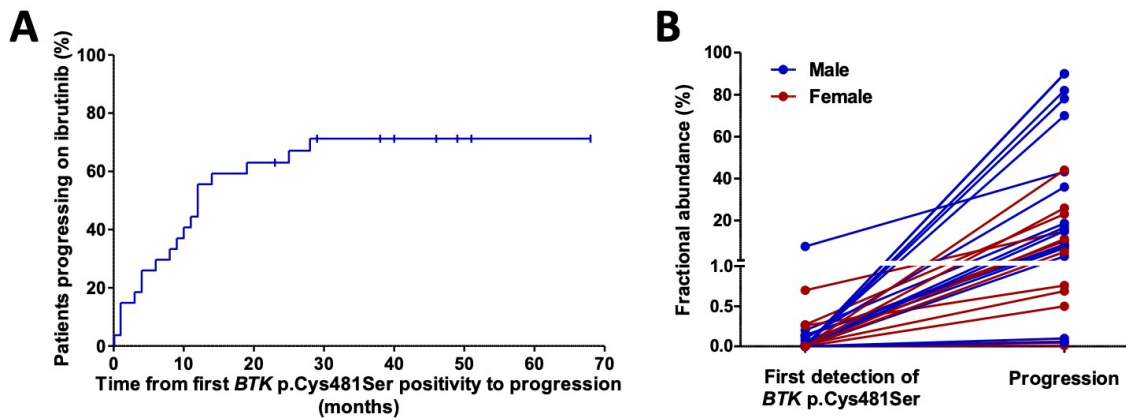 A
Patients progressing on ibrutinib (%)
100
80
60
40
20
0
0 10 20 30 40 50 60 70
Time from first BTK p.Cys481Ser positivity to progression
(months)
B
Fractional abundance (%)
100
80
60
40
20
1.0
0.5
0.0
Male
Female
First detection of
BTK p.Cys481Ser
Progression